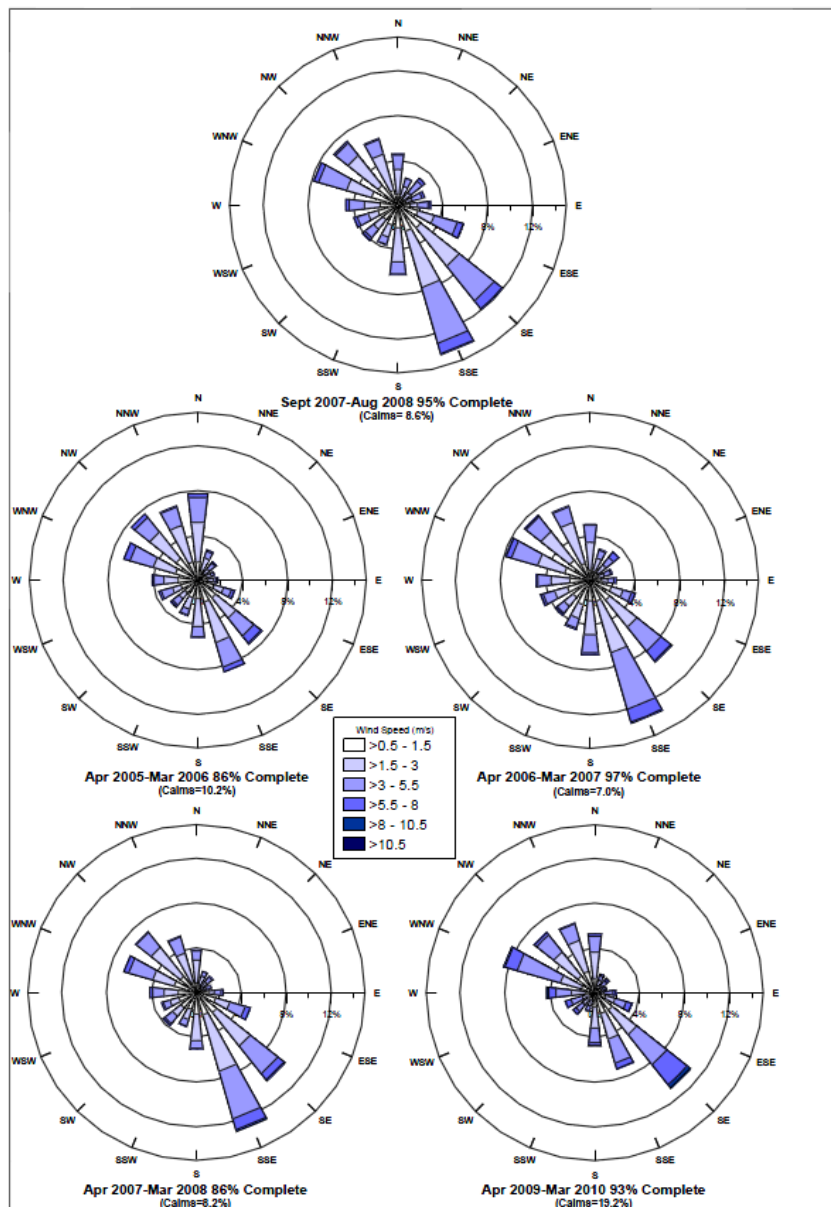 N
NNW NNE
NW NE
WNW ENE
W E
8% 12%
WSW ESE
SW SE
SSW SSE
S
Sept 2007-Aug 2008 95% Complete
(Calms= 8.6%)
N
NNW NNE
NW NE
WNW ENE
W E
4% 8% 12%
WSW ESE
SW SE
SSW SSE
S
Apr 2005-Mar 2006 86% Complete
(Calms=10.2%)
N
NNW NNE
NW NE
WNW ENE
W E
4% 8% 12%
WSW ESE
SW SE
SSW SSE
S
Apr 2006-Mar 2007 97% Complete
(Calms=7.0%)
Wind Speed (m/s)
>0.5 - 1.5
>1.5 - 3
>3 - 5.5
>5.5 - 8
>8 - 10.5
>10.5
N
NNW NNE
NW NE
WNW ENE
W E
8% 12%
WSW ESE
SW SE
SSW SSE
S
Apr 2007-Mar 2008 86% Complete
(Calms=8.2%)
N
NNW NNE
NW NE
WNW ENE
W E
4% 8% 12%
WSW ESE
SW SE
SSW SSE
S
Apr 2009-Mar 2010 93% Complete
(Calms=19.2%)